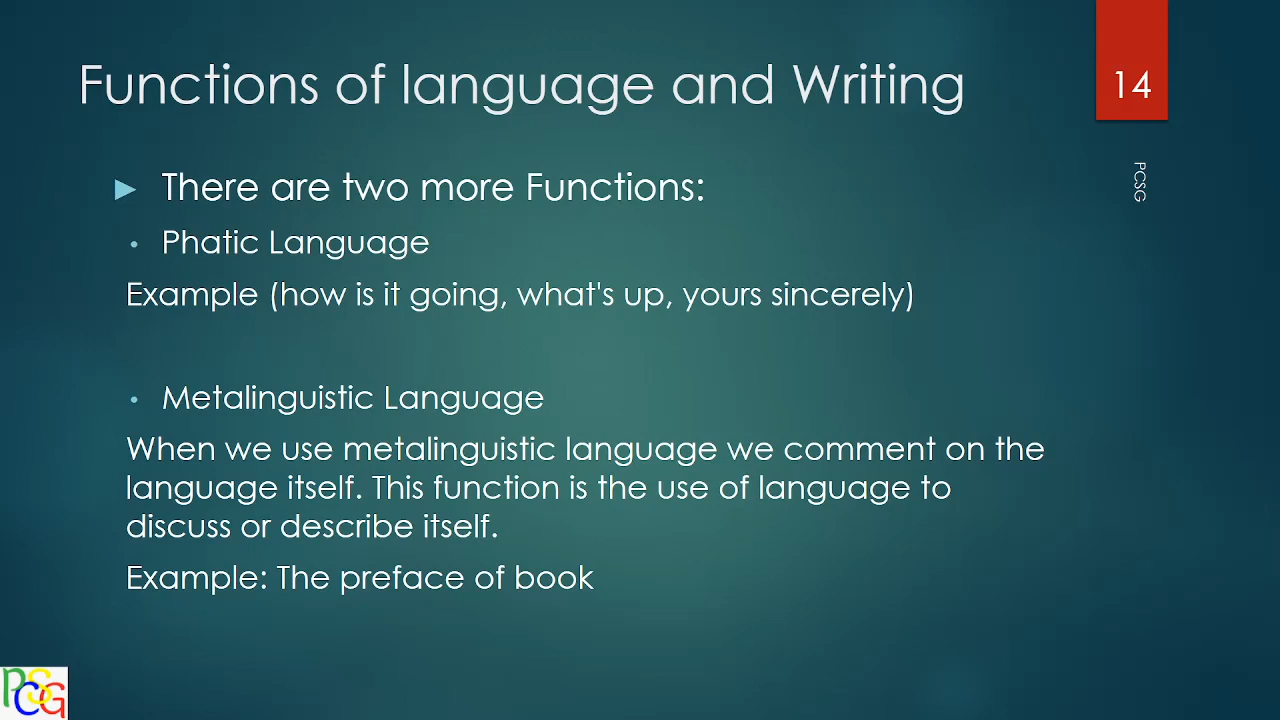 Functions of language and Writing
14
PCSG
► There are two more Functions:
• Phatic Language
Example (how is it going, what's up, yours sincerely)
• Metalinguistic Language
When we use metalinguistic language we comment on the
language itself. This function is the use of language to
discuss or describe itself.
Example: The preface of book
PCSG